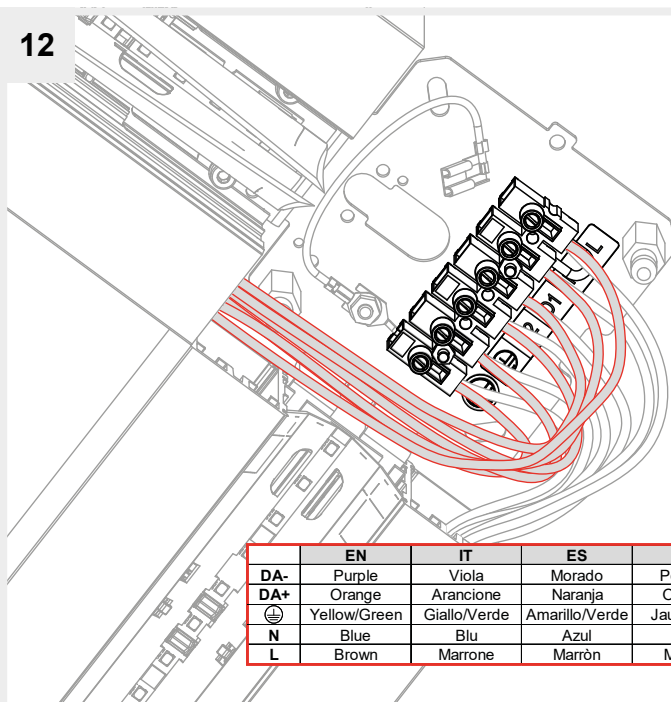 12
L
D1
EN IT ES
DA- Purple Viola Morado
DA+ Orange Arancione Naranja
Yellow/Green Giallo/Verde Amarillo/Verde
N Blue Blu Azul
L Brown Marrone Marròn